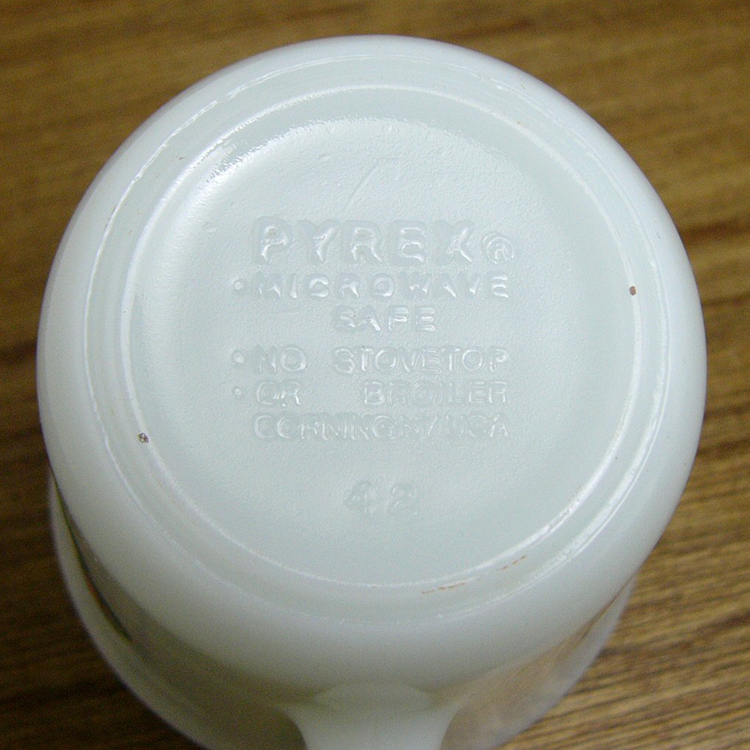 PYREX®
•MICROWAVE
SAFE
•NO STOVETOP
•OR BROILER
CORNING NY USA
42